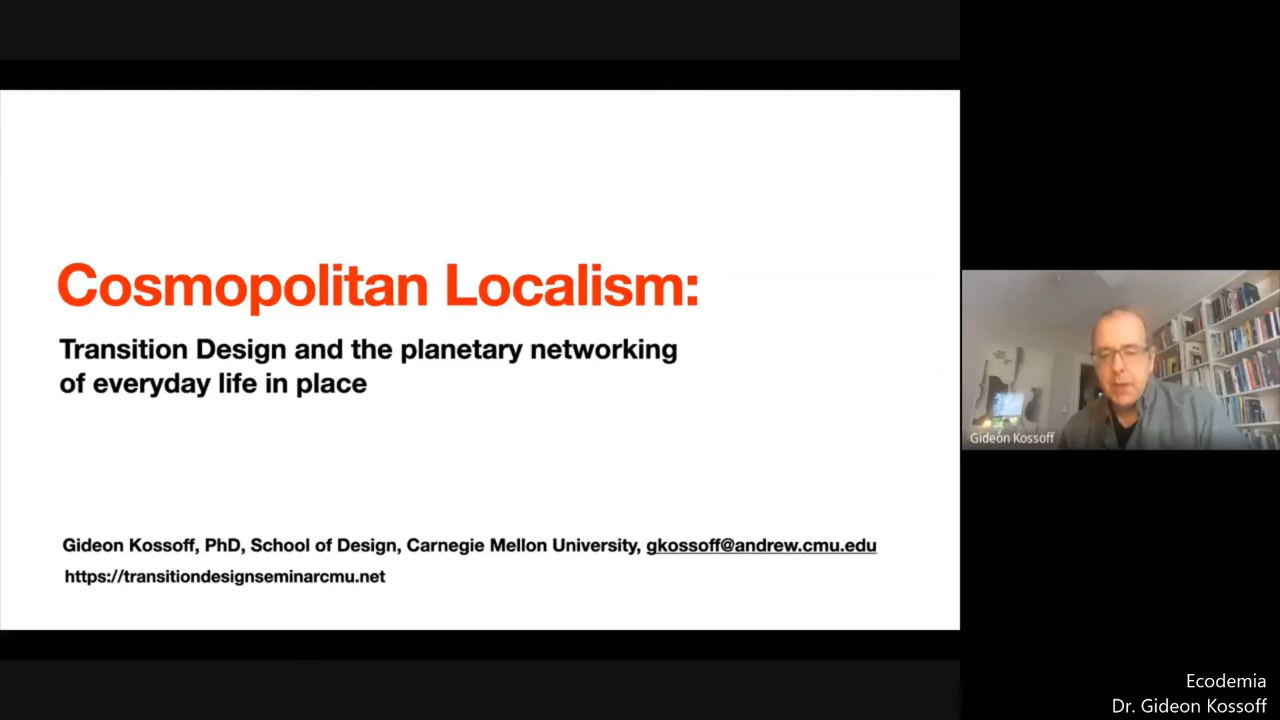 Cosmopolitan Localism:
Transition Design and the planetary networking
of everyday life in place
Gideon Kossoff, PhD, School of Design, Carnegie Mellon University, gkossoff@andrew.cmu.edu
https://transitiondesignseminarcmu.net
Gideon Kossoff
Ecodemia
Dr. Gideon Kossoff